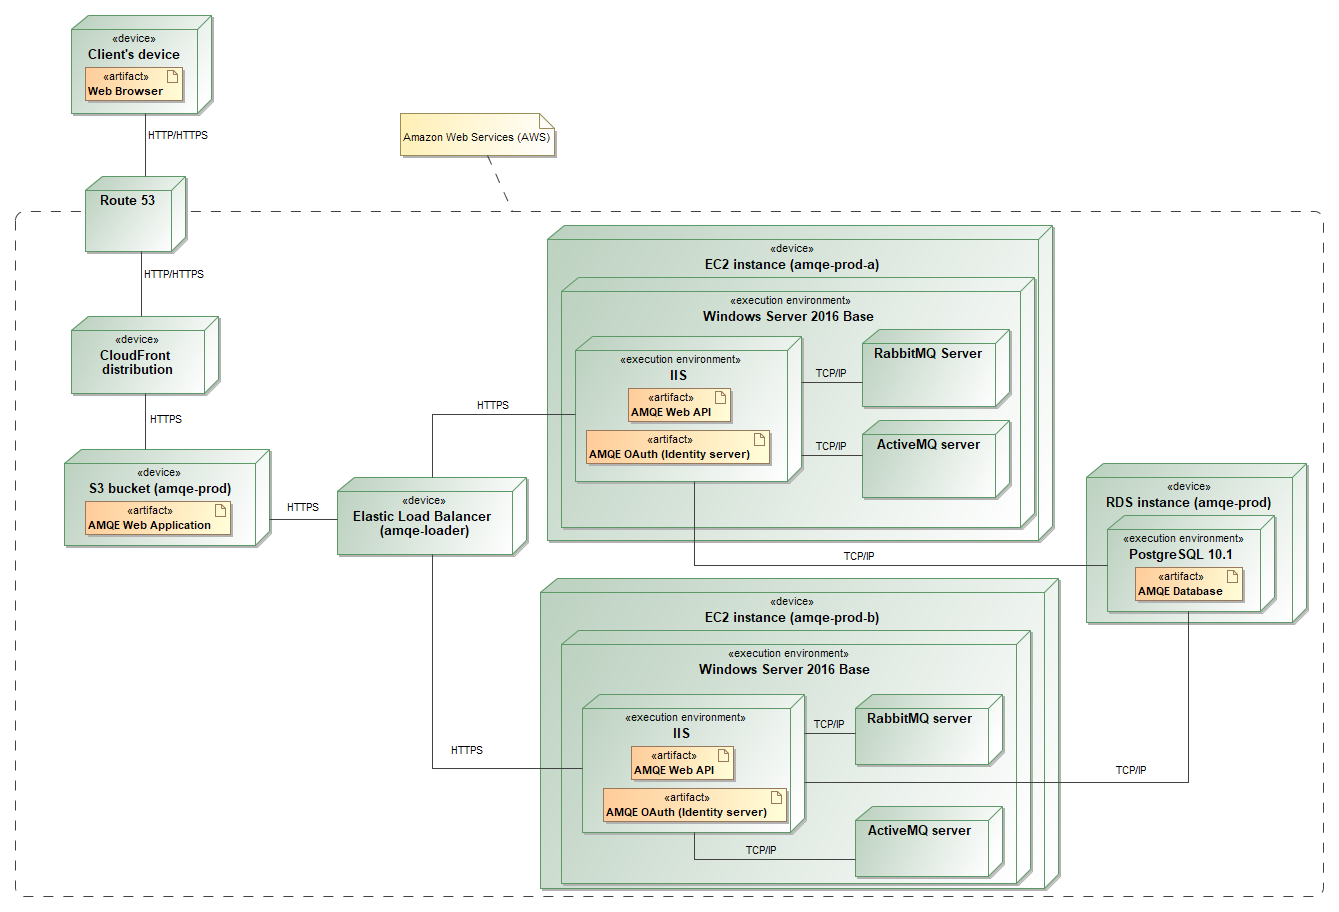 «device»
Client's device
«artifact»
Web Browser
HTTP/HTTPS
Amazon Web Services (AWS)
Route 53
HTTP/HTTPS
«device»
CloudFront
distribution
HTTPS
«device»
S3 bucket (amqe-prod)
«artifact»
AMQE Web Application
HTTPS
«device»
Elastic Load Balancer
(amqe-loader)
HTTPS
HTTPS
«device»
EC2 instance (amqe-prod-a)
«execution environment»
Windows Server 2016 Base
«execution environment»
IIS
«artifact»
AMQE Web API
«artifact»
AMQE OAuth (Identity server)
TCP/IP
RabbitMQ Server
TCP/IP
ActiveMQ server
TCP/IP
«device»
RDS instance (amqe-prod)
«execution environment»
PostgreSQL 10.1
«artifact»
AMQE Database
«device»
EC2 instance (amqe-prod-b)
«execution environment»
Windows Server 2016 Base
«execution environment»
IIS
«artifact»
AMQE Web API
«artifact»
AMQE OAuth (Identity server)
TCP/IP
RabbitMQ server
TCP/IP
TCP/IP
ActiveMQ server